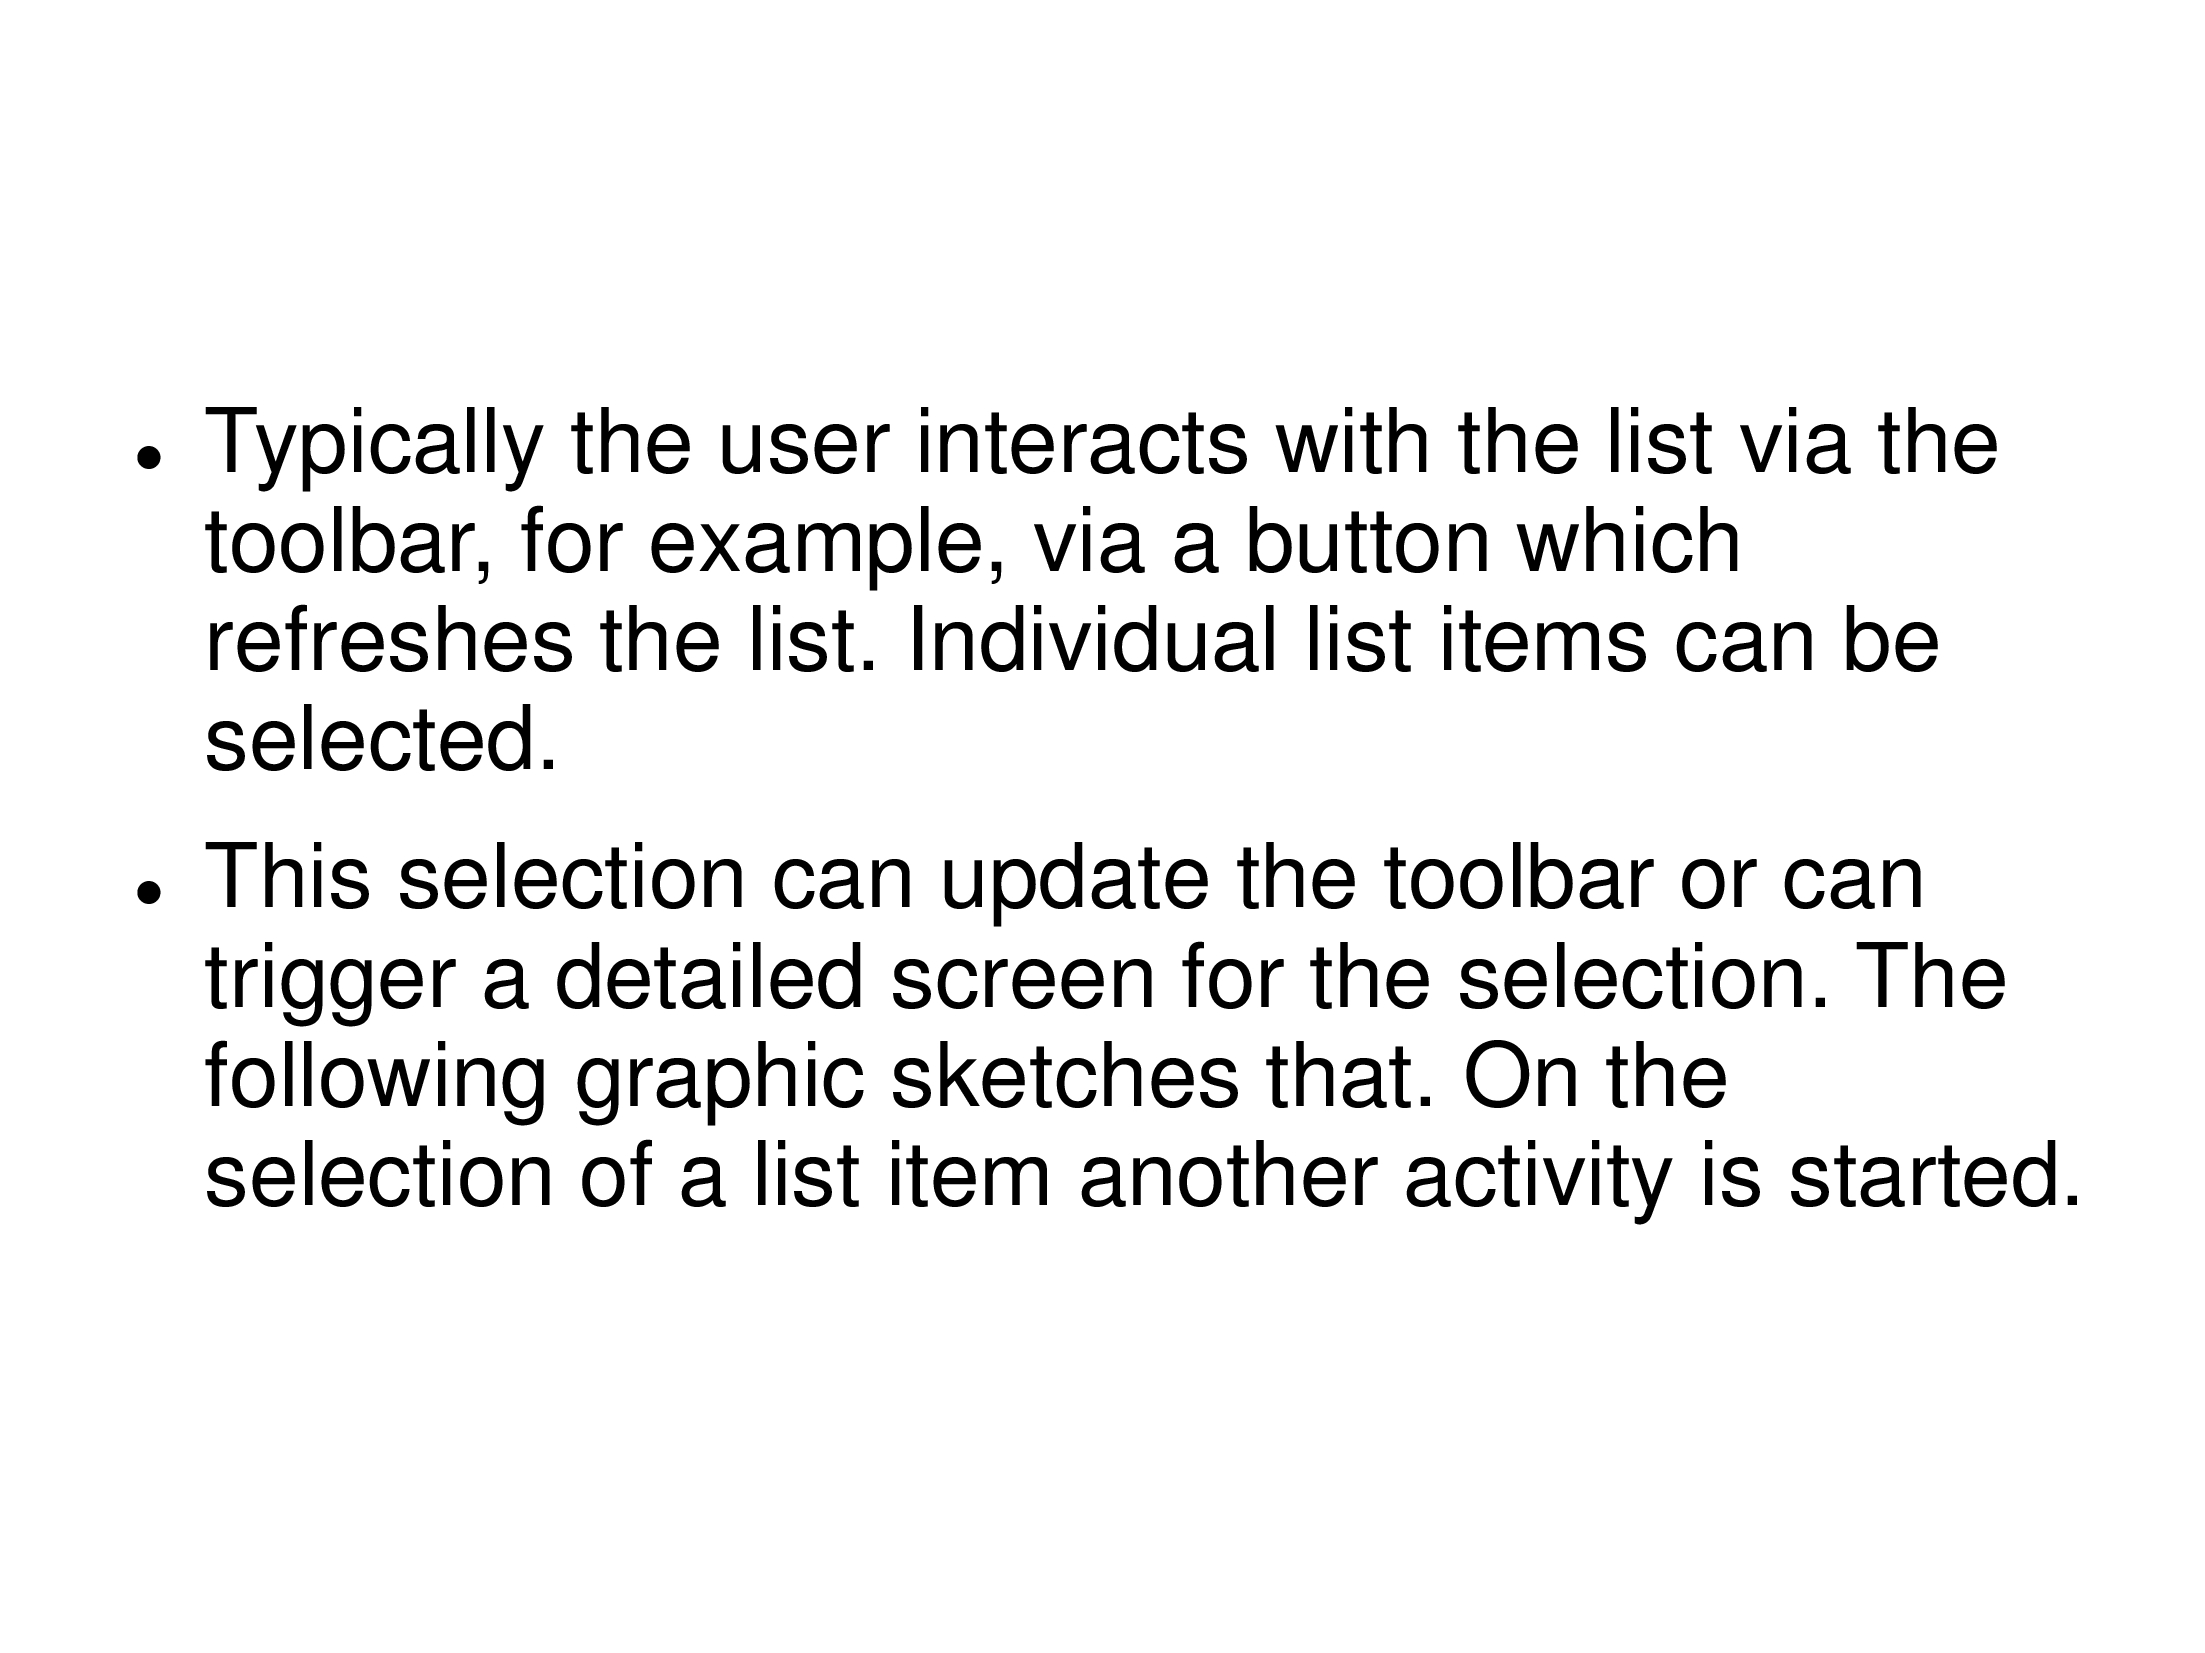 • Typically the user interacts with the list via the
toolbar, for example, via a button which
refreshes the list. Individual list items can be
selected.
• This selection can update the toolbar or can
trigger a detailed screen for the selection. The
following graphic sketches that. On the
selection of a list item another activity is started.